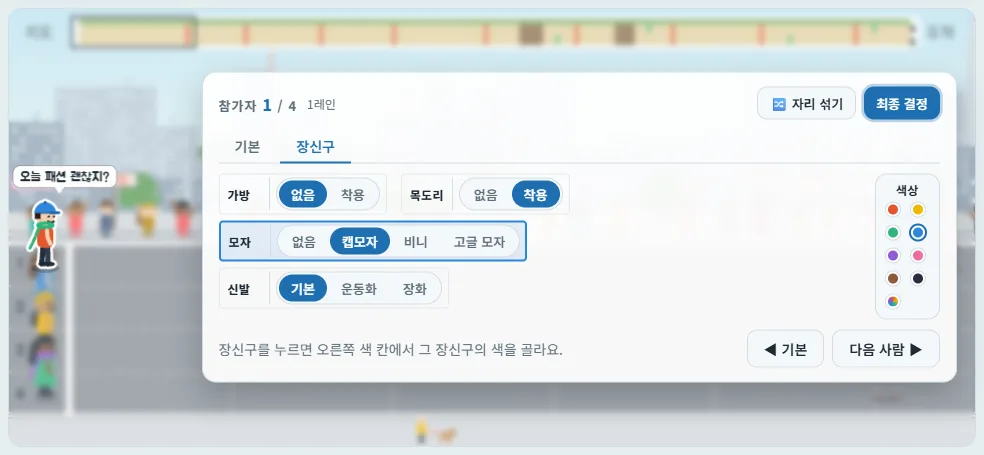 참가자 1 / 4 1레인
자리 섞기
최종 결정
기본 장신구
오늘 패션 괜찮지?
가방 없음 착용 목도리 없음 착용
색상
모자 없음 캡모자 비니 고글 모자
신발 기본 운동화 장화
장신구를 누르면 오른쪽 색 칸에서 그 장신구의 색을 골라요.
◀ 기본
다음 사람 ▶